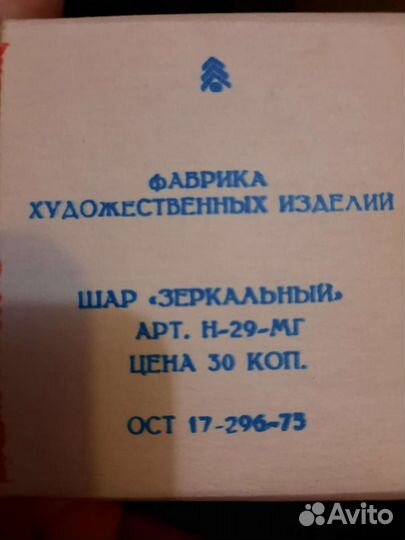 ФАБРИКА
ХУДОЖЕСТВЕННЫХ ИЗДЕЛИЙ
ШАР «ЗЕРКАЛЬНЫЙ»
АРТ. Н-29-МГ
ЦЕНА 30 КОП.
ОСТ 17-296-75
Avito